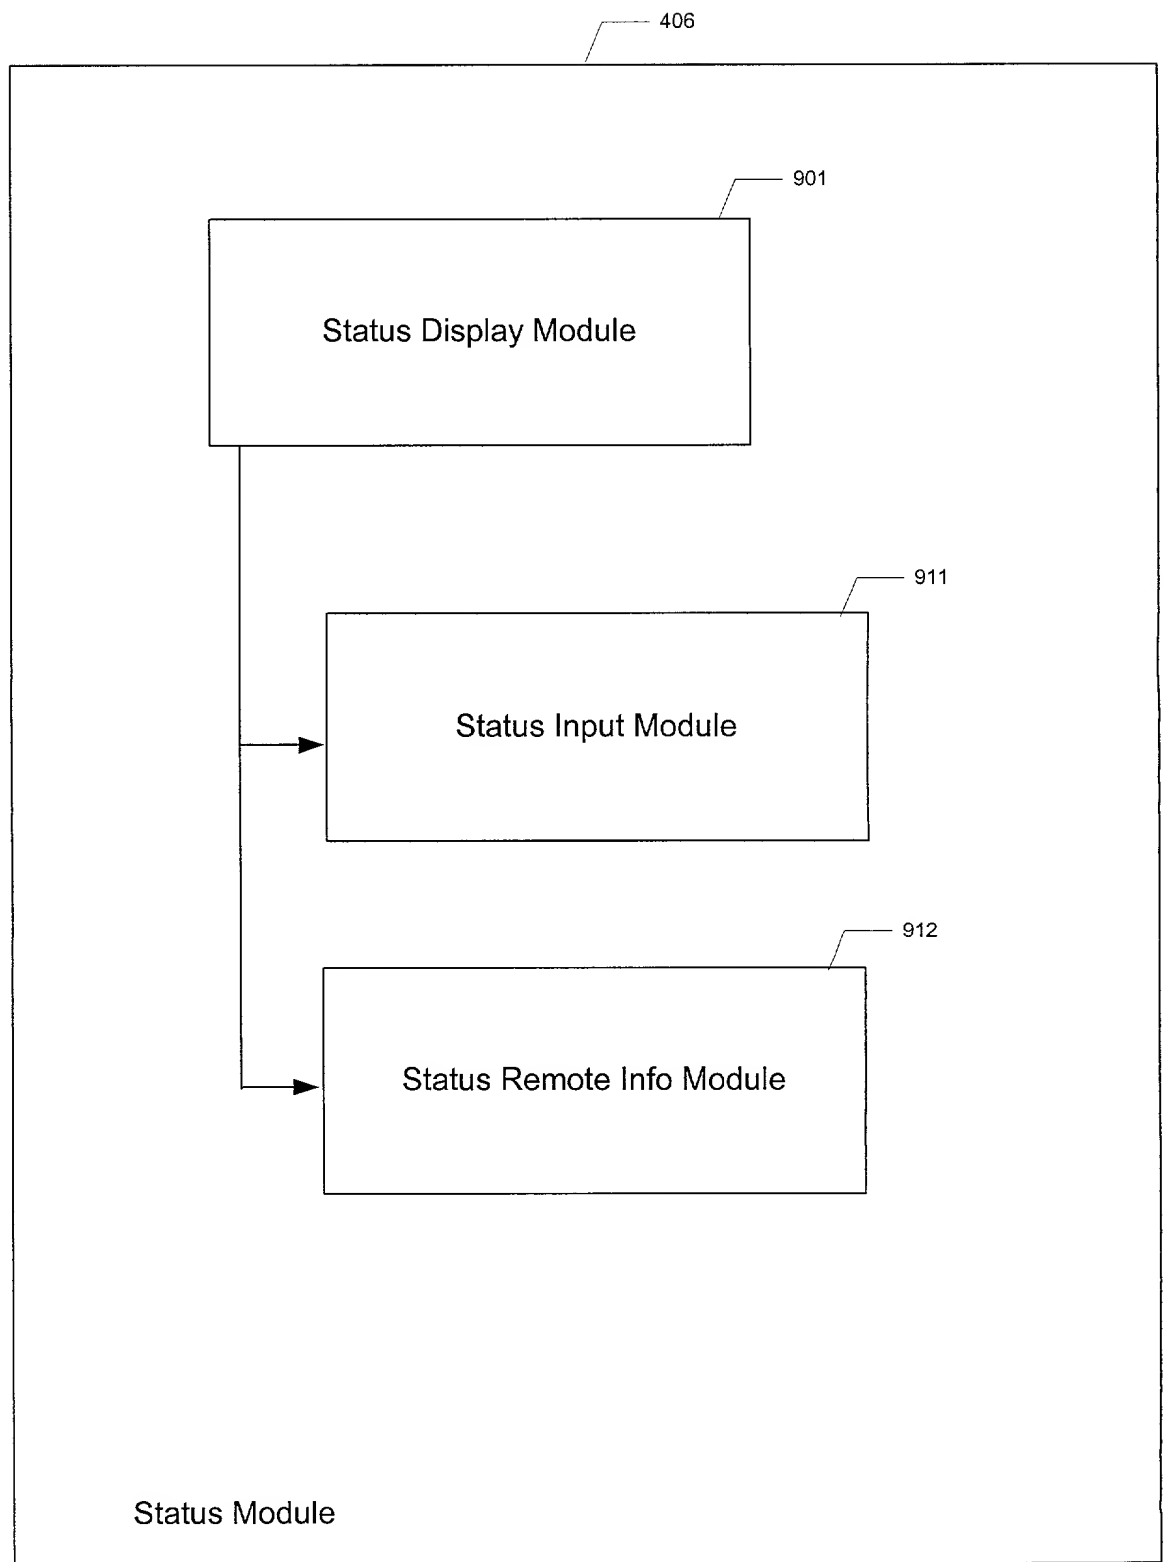 406
901
Status Display Module
911
Status Input Module
912
Status Remote Info Module
Status Module